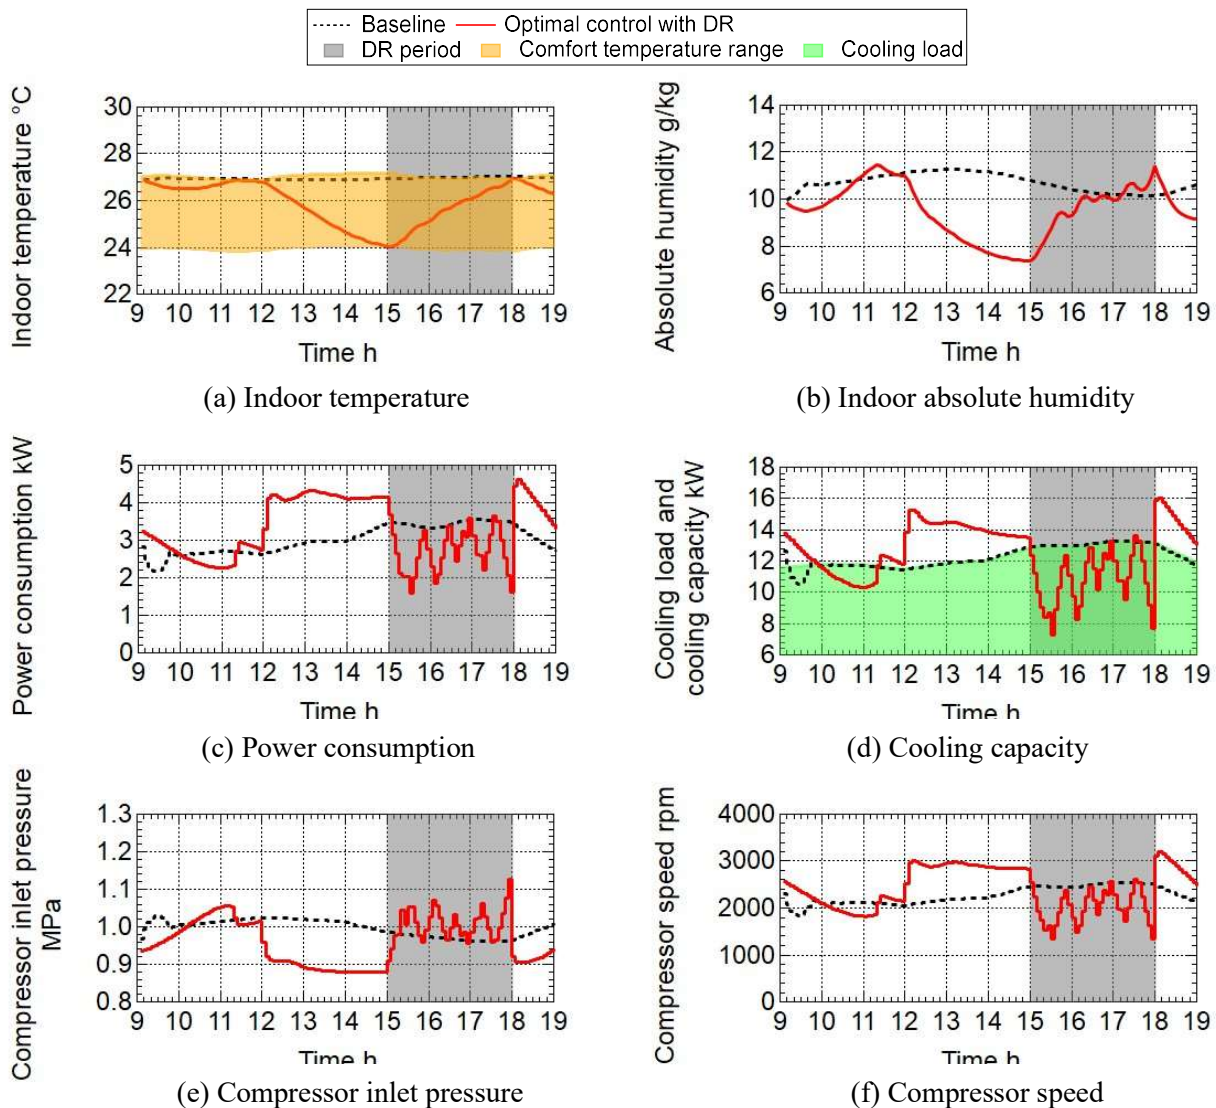 Baseline Optimal control with DR
DR period Comfort temperature range Cooling load
Indoor temperature °C
30
28
26
24
22
9 10 11 12 13 14 15 16 17 18 19
Time h
(a) Indoor temperature
Absolute humidity g/kg
14
12
10
8
6
9 10 11 12 13 14 15 16 17 18 19
Time h
(b) Indoor absolute humidity
Power consumption kW
5
4
3
2
1
0
9 10 11 12 13 14 15 16 17 18 19
Time h
(c) Power consumption
Cooling load and
cooling capacity kW
18
16
14
12
10
8
6
9 10 11 12 13 14 15 16 17 18 19
Time h
(d) Cooling capacity
Compressor inlet pressure
MPa
1.3
1.2
1.1
1.0
0.9
0.8
9 10 11 12 13 14 15 16 17 18 19
Time h
(e) Compressor inlet pressure
Compressor speed rpm
4000
3000
2000
1000
0
9 10 11 12 13 14 15 16 17 18 19
Time h
(f) Compressor speed